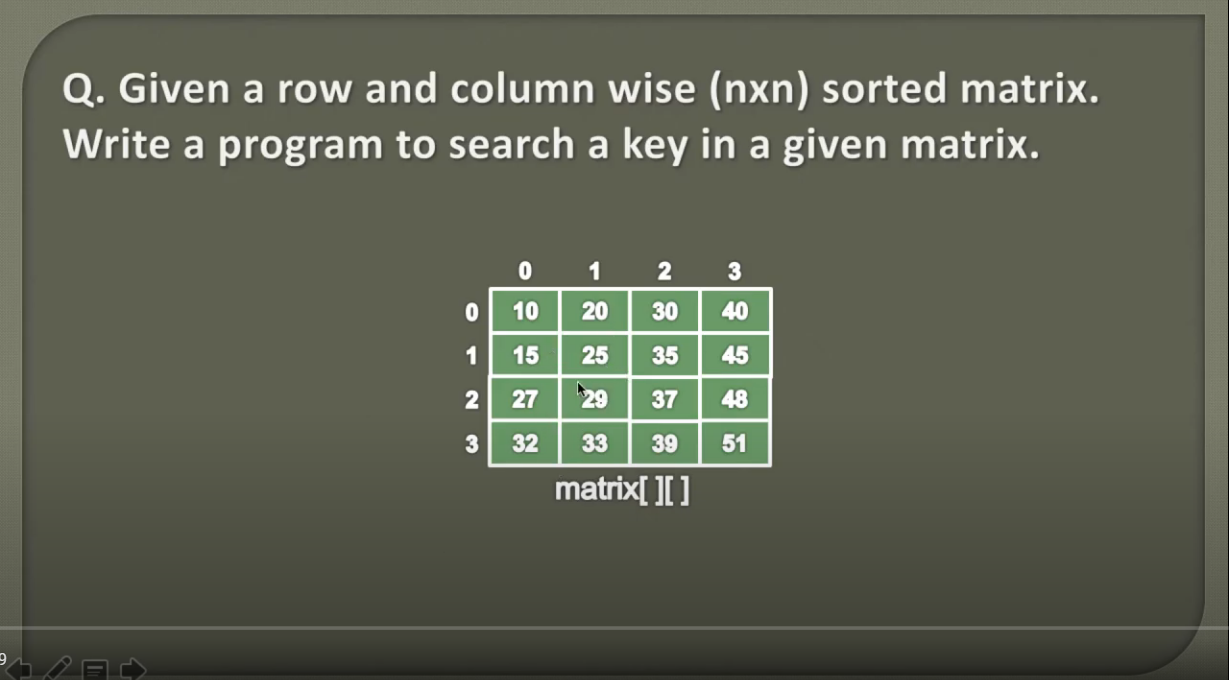 Q. Given a row and column wise (nxn) sorted matrix.
Write a program to search a key in a given matrix.
0 1 2 3
0 10 20 30 40
1 15 25 35 45
2 27 29 37 48
3 32 33 39 51
matrix[ ][ ]
9